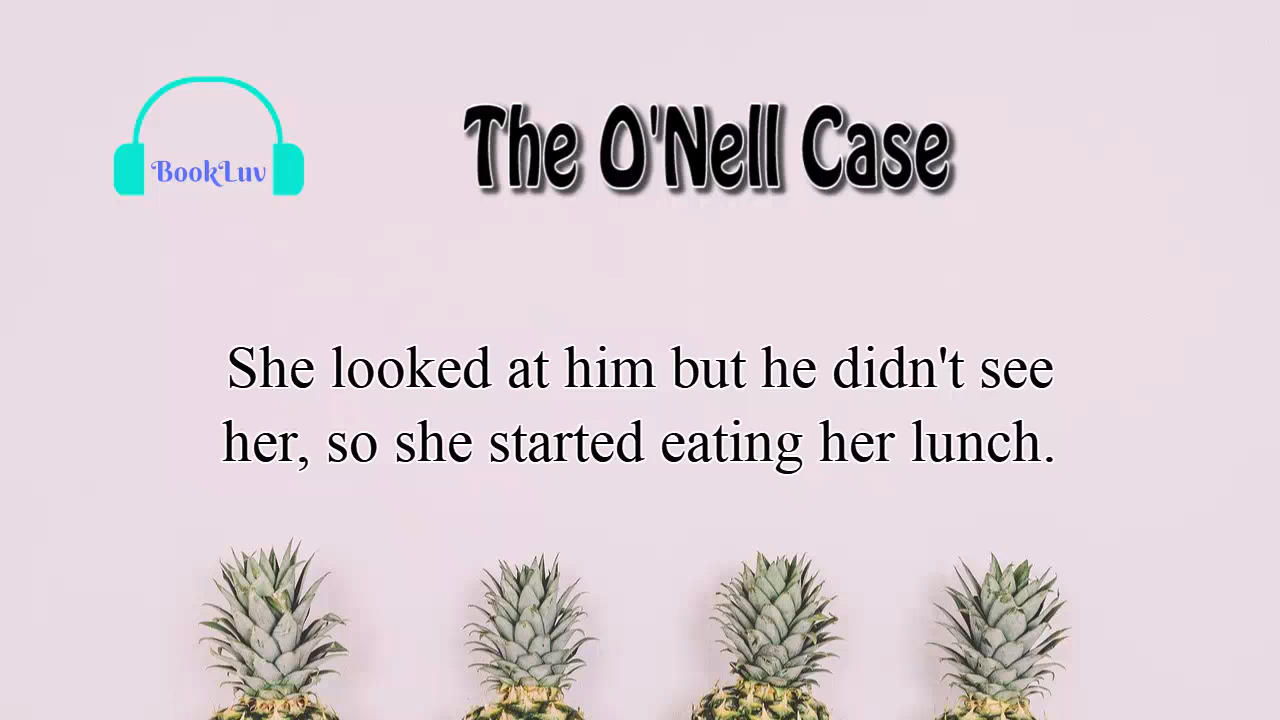 BookLuv
The O'Nell Case
She looked at him but he didn't see
her, so she started eating her lunch.